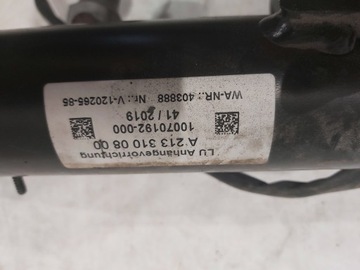 LU Anhängevorrichtung
A 213 310 08 00
10070192-000
41 / 2019
WA-NR.: 403888 Nr.: V-120265-85